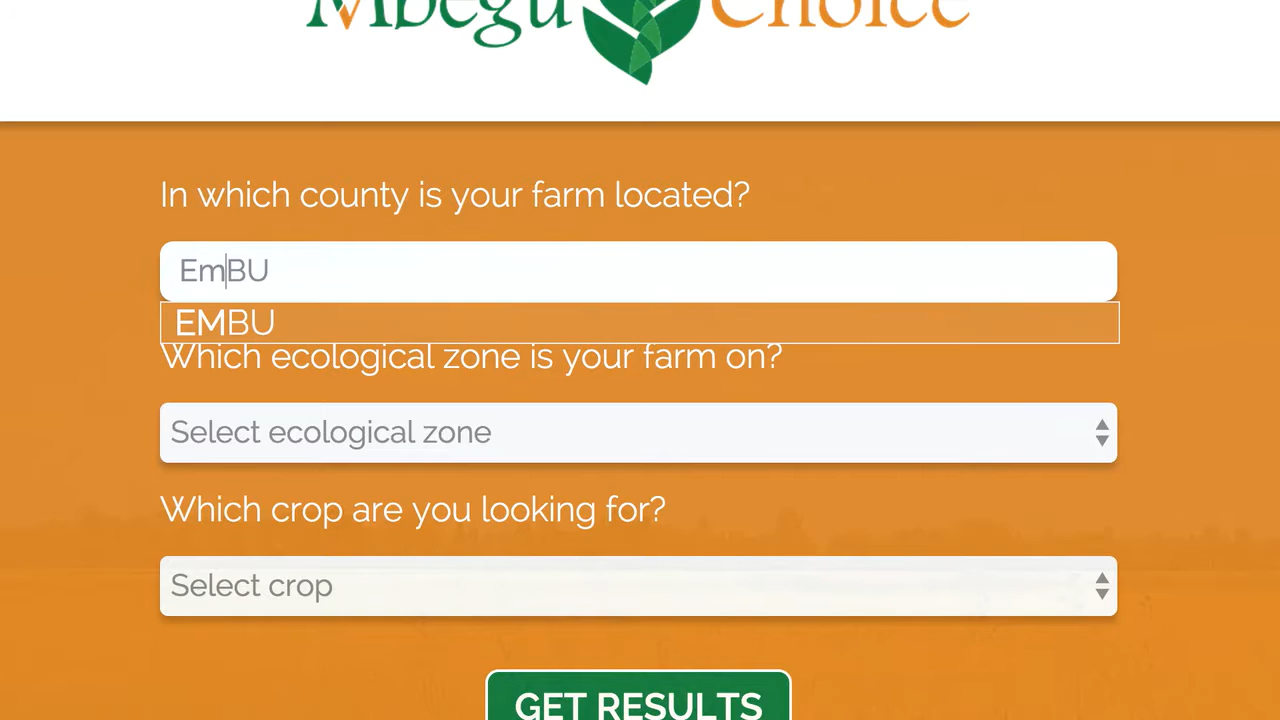 Mbegu Choice
In which county is your farm located?
EmBU
EMBU
Which ecological zone is your farm on?
Select ecological zone
Which crop are you looking for?
Select crop
GET RESULTS